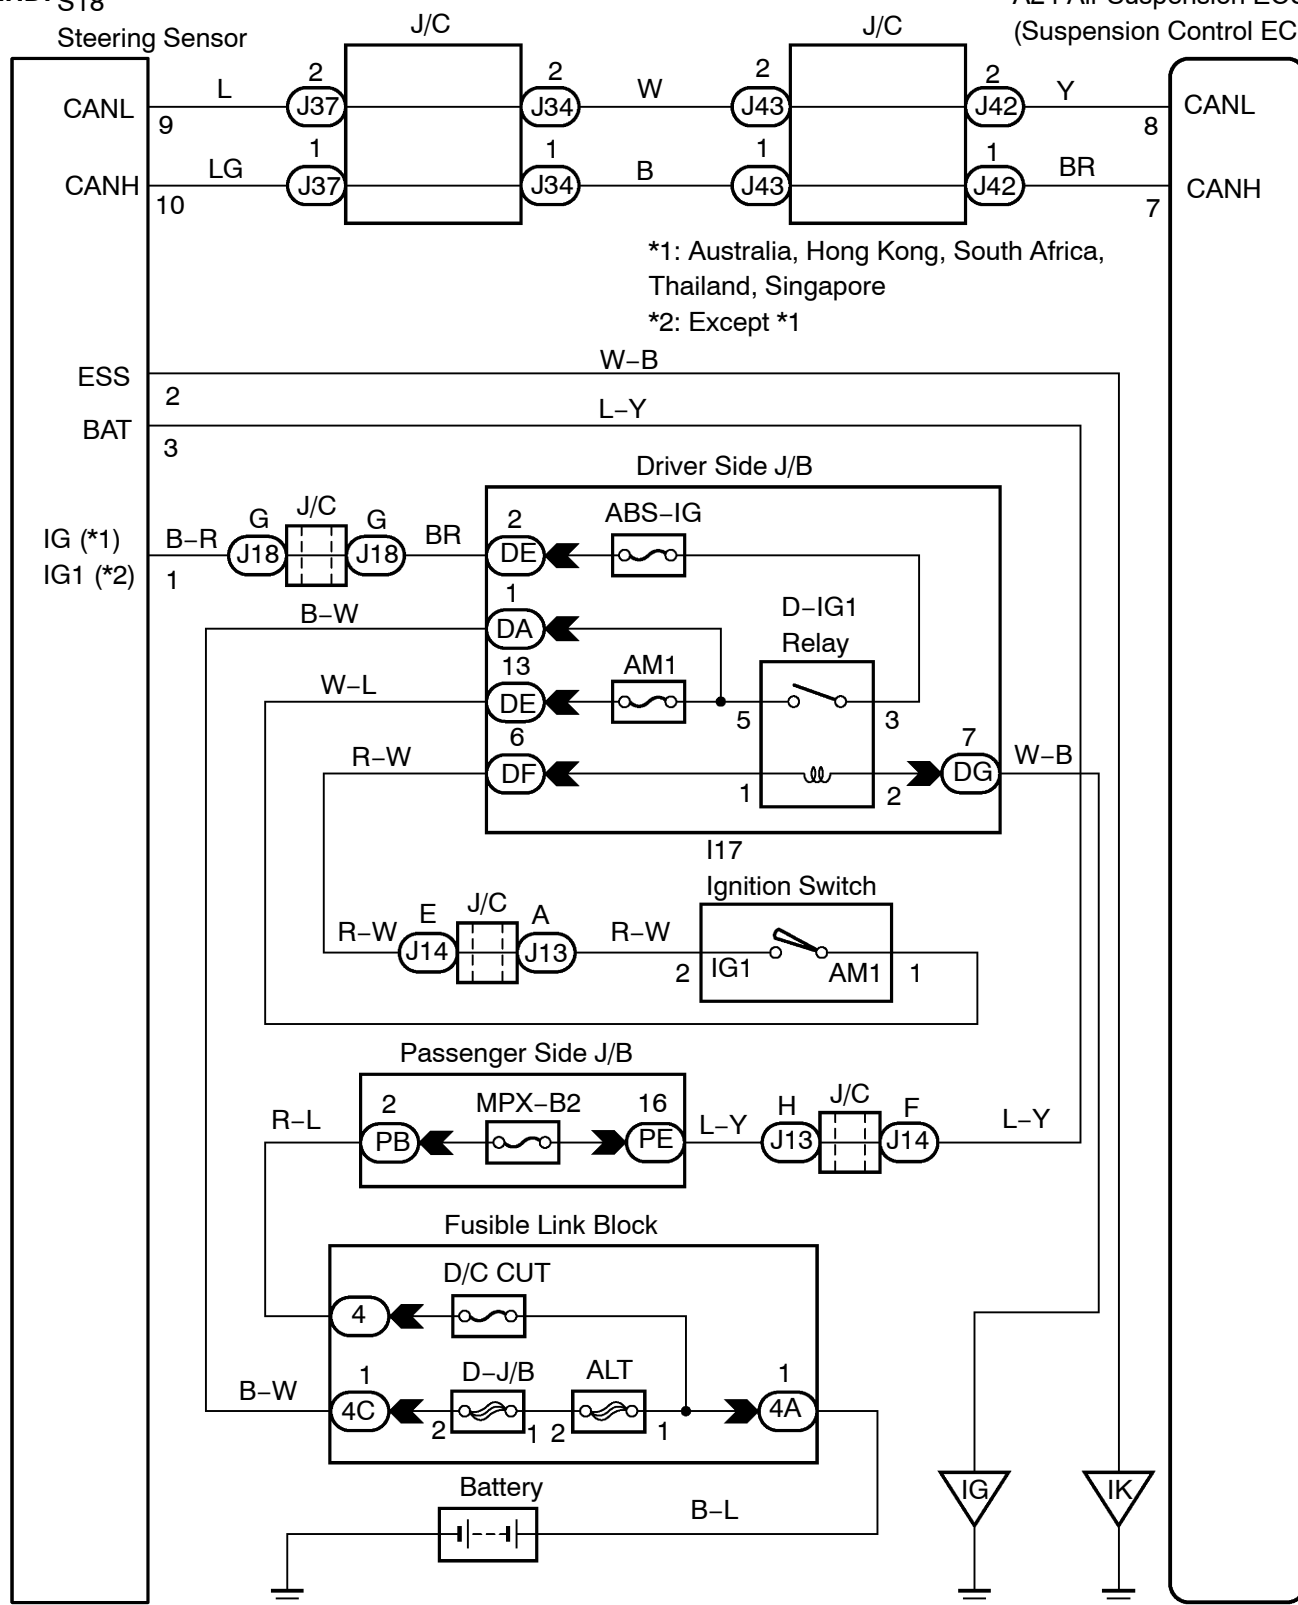 S18
Steering Sensor
J/C
J/C
(Suspension Control EC
CANL
9
L
2
J37
2
J34
W
2
J43
2
J42
Y
8
CANL
CANH
10
LG
1
J37
1
J34
B
1
J43
1
J42
BR
7
CANH
*1: Australia, Hong Kong, South Africa,
Thailand, Singapore
*2: Except *1
ESS
2
W–B
BAT
3
L–Y
Driver Side J/B
IG (*1)
IG1 (*2)
B–R
1
G
J18
J/C
G
J18
BR
2
DE
ABS–IG
B–W
1
DA
D–IG1
Relay
W–L
13
DE
AM1
5
3
R–W
6
DF
1
2
7
DG
W–B
I17
Ignition Switch
R–W
E
J14
J/C
A
J13
R–W
2
IG1
AM1
1
Passenger Side J/B
R–L
2
PB
MPX–B2
16
PE
L–Y
H
J13
J/C
F
J14
L–Y
Fusible Link Block
4
D/C CUT
B–W
1
4C
2
D–J/B
1
2
ALT
1
1
4A
Battery
B–L
IG
IK